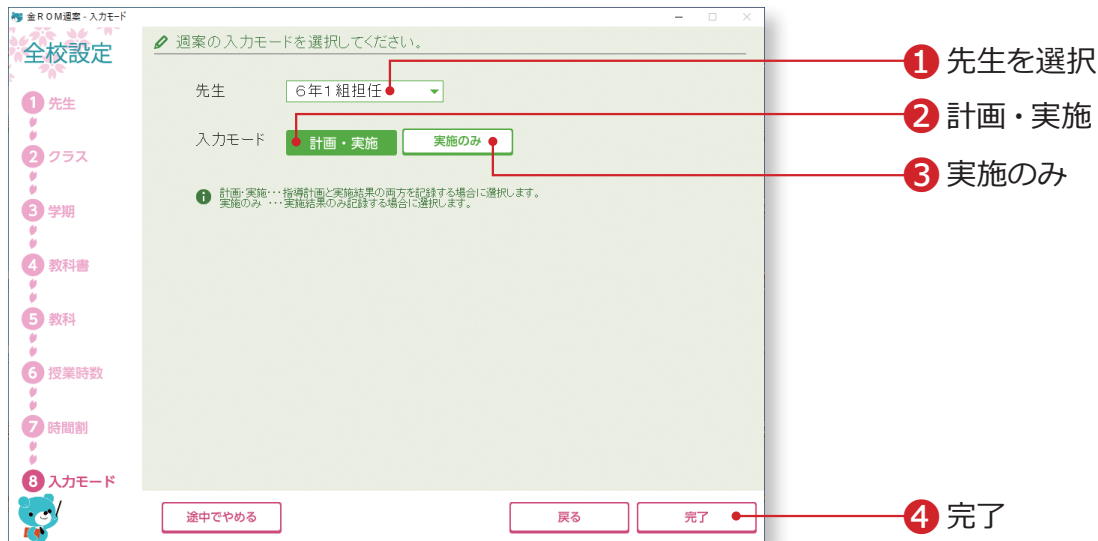 金ROM週案 - 入力モード
全校設定
1 先生
2 クラス
3 学期
4 教科書
5 教科
6 授業時数
7 時間割
8 入力モード
週案の入力モードを選択してください。
先生 6年1組担任
入力モード 計画・実施 実施のみ
計画・実施・・・指導計画と実施結果の両方を記録する場合に選択します。
実施のみ ・・・実施結果のみ記録する場合に選択します。
途中でやめる 戻る 完了
1 先生を選択
2 計画・実施
3 実施のみ
4 完了